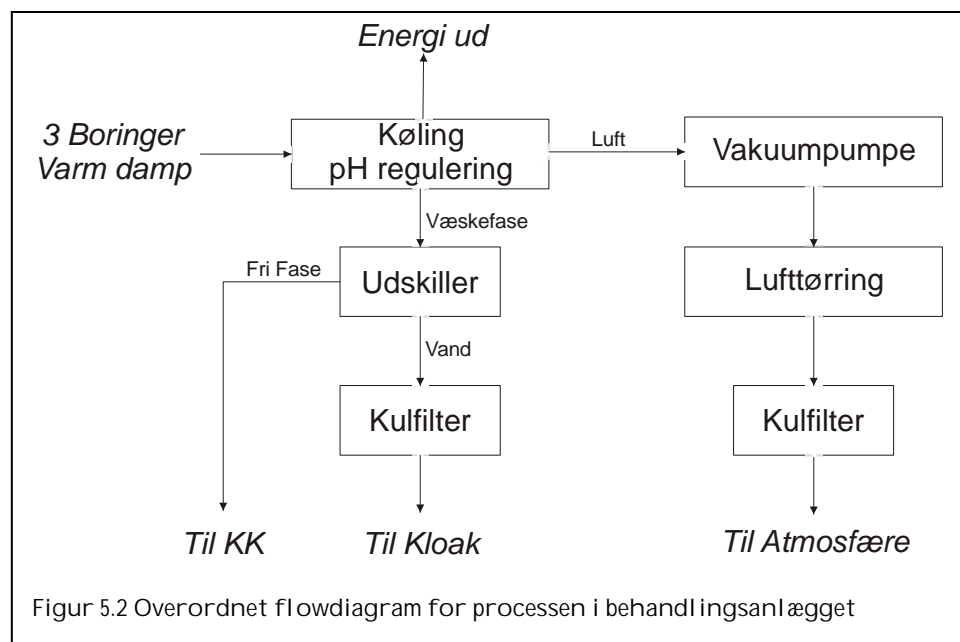 Energi ud
3 Boringer
Varm damp
Køling
pH regulering
Luft
Vakuumpumpe
Væskefase
Fri Fase
Udskiller
Lufttørring
Vand
Kulfilter
Kulfilter
Til KK
Til Kloak
Til Atmosfære
Figur 5.2 Overordnet flowdiagram for processen i behandlingsanlægget